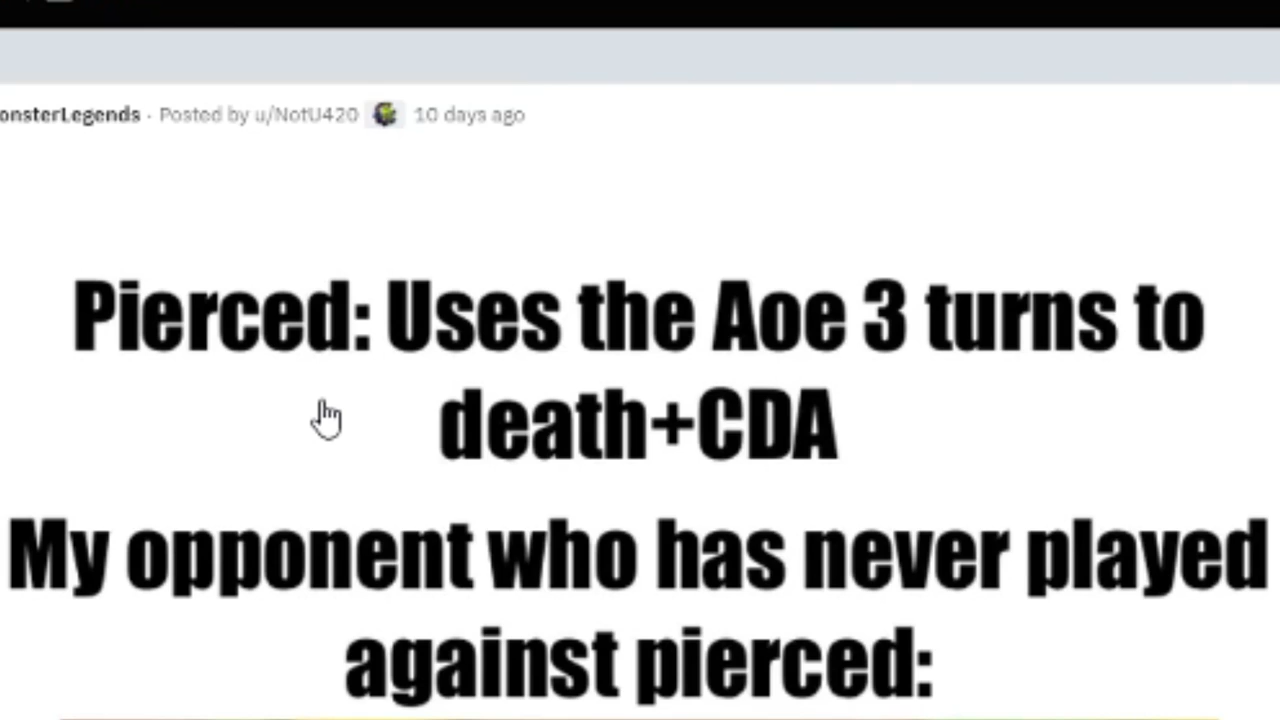 onsterLegends · Posted by u/NotU420 10 days ago
Pierced: Uses the Aoe 3 turns to
death+CDA
My opponent who has never played
against pierced: